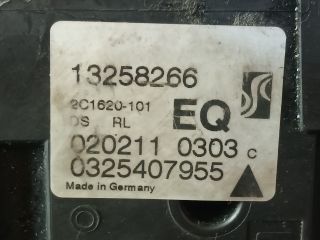 13258266
2C1620-101
DS RL EQ
020211 0303 C
0325407955
Made in Germany